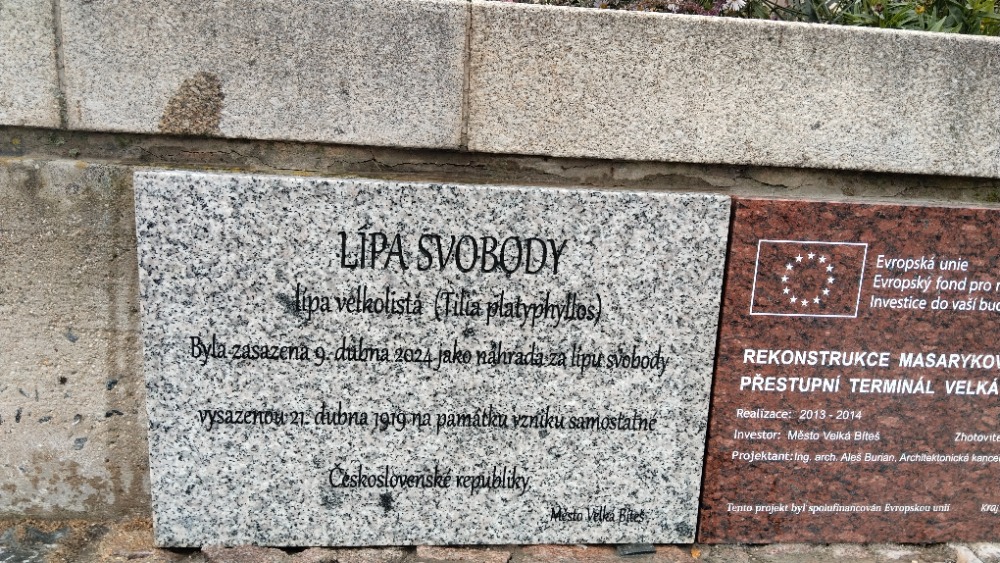 LÍPA SVOBODY
lípa velkolistá (Tilia platyphyllos)
Byla zasazena 9. dubna 2024 jako náhrada za lípu svobody
vysazenou 21. dubna 1919 na památku vzniku samostatné
Československé republiky
Město Velká Bíteš
Evropská unie
Evropský fond pro r
Investice do vaší bud
REKONSTRUKCE MASARYKOV
PŘESTUPNÍ TERMINÁL VELKÁ
Realizace: 2013 - 2014
Investor: Město Velká Bíteš Zhotovite
Projektant: Ing. arch. Aleš Burian, Architektonická kancel
Tento projekt byl spolufinancován Evropskou unií Kraj